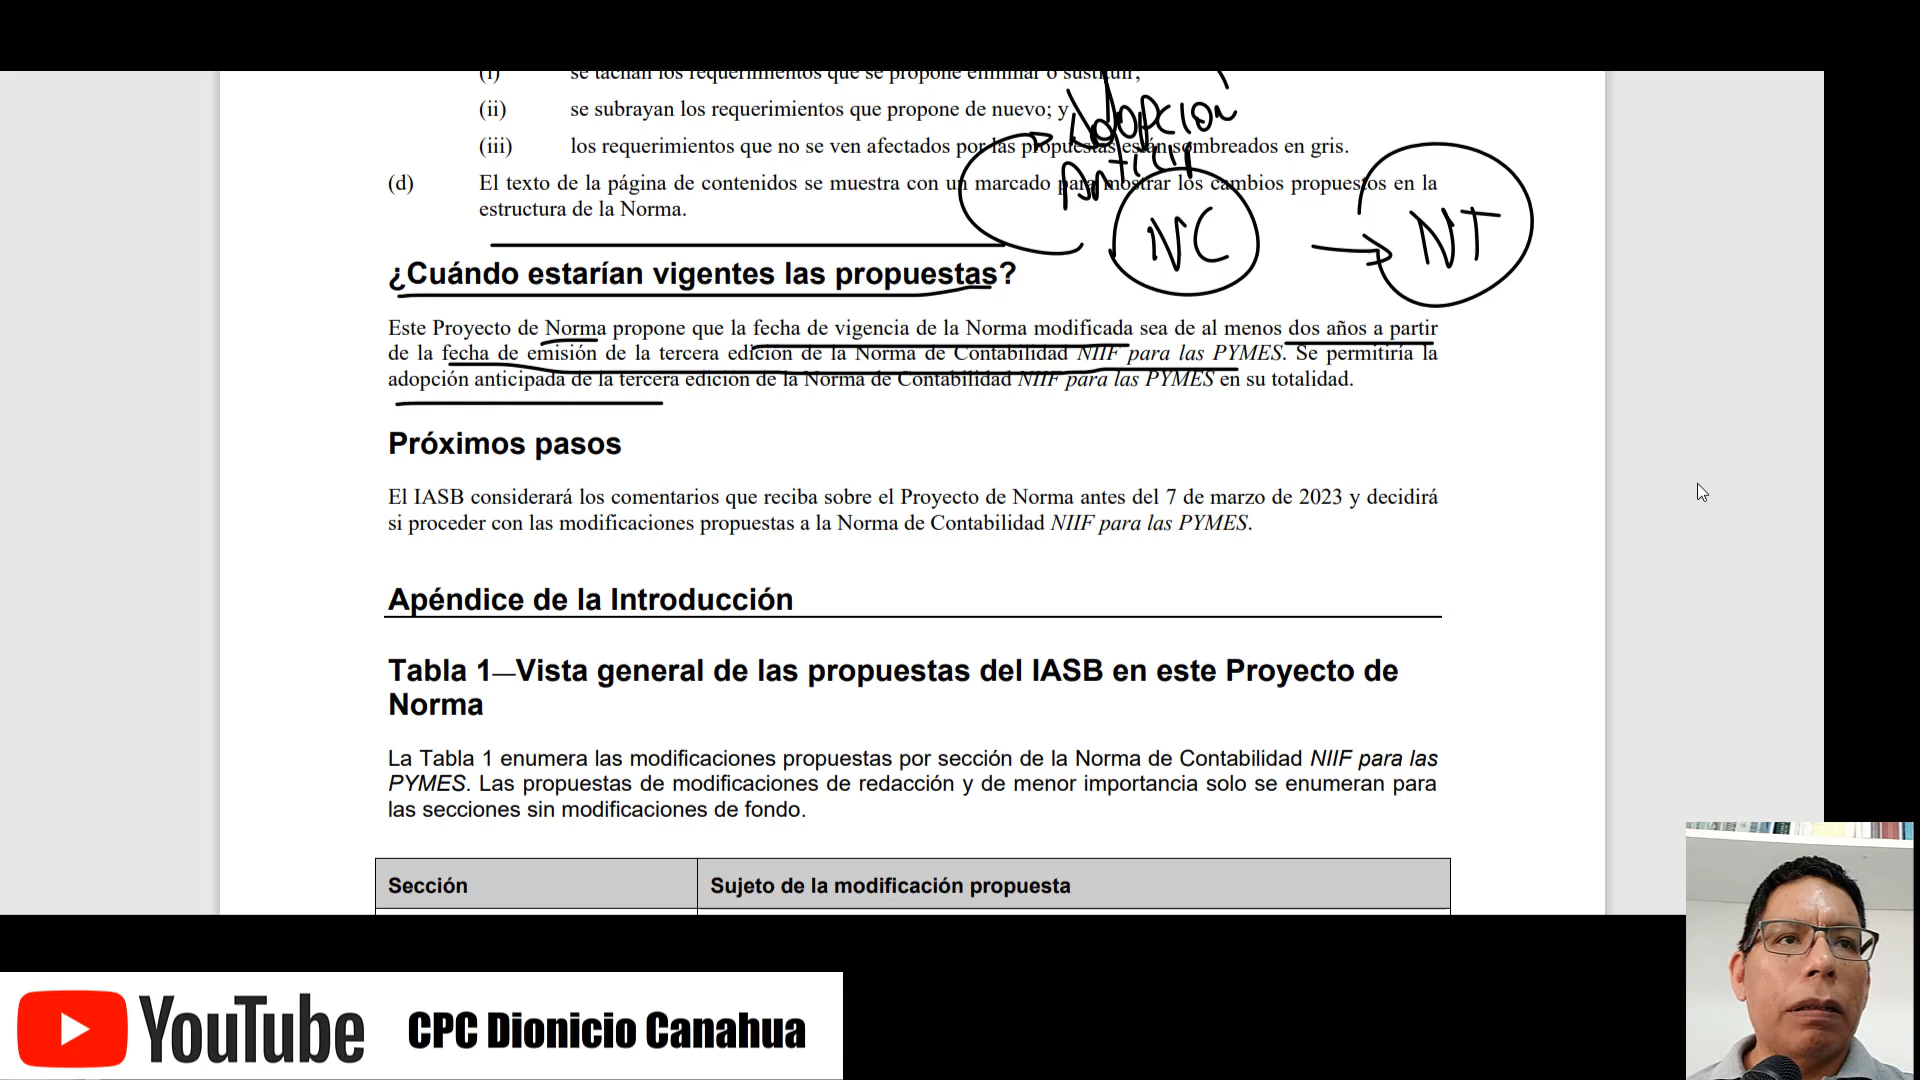 (i) se tachan los requerimientos que se propone eliminar o sustituir;
(ii) se subrayan los requerimientos que propone de nuevo; y
(iii) los requerimientos que no se ven afectados por las propuestas están sombreados en gris.
(d) El texto de la página de contenidos se muestra con un marcado para mostrar los cambios propuestos en la
estructura de la Norma.
Adopción
Anticip
NC
NT
¿Cuándo estarían vigentes las propuestas?
Este Proyecto de Norma propone que la fecha de vigencia de la Norma modificada sea de al menos dos años a partir
de la fecha de emisión de la tercera edición de la Norma de Contabilidad NIIF para las PYMES. Se permitiría la
adopción anticipada de la tercera edición de la Norma de Contabilidad NIIF para las PYMES en su totalidad.
Próximos pasos
El IASB considerará los comentarios que reciba sobre el Proyecto de Norma antes del 7 de marzo de 2023 y decidirá
si proceder con las modificaciones propuestas a la Norma de Contabilidad NIIF para las PYMES.
Apéndice de la Introducción
Tabla 1—Vista general de las propuestas del IASB en este Proyecto de
Norma
La Tabla 1 enumera las modificaciones propuestas por sección de la Norma de Contabilidad NIIF para las
PYMES. Las propuestas de modificaciones de redacción y de menor importancia solo se enumeran para
las secciones sin modificaciones de fondo.
Sección Sujeto de la modificación propuesta
YouTube CPC Dionicio Canahua